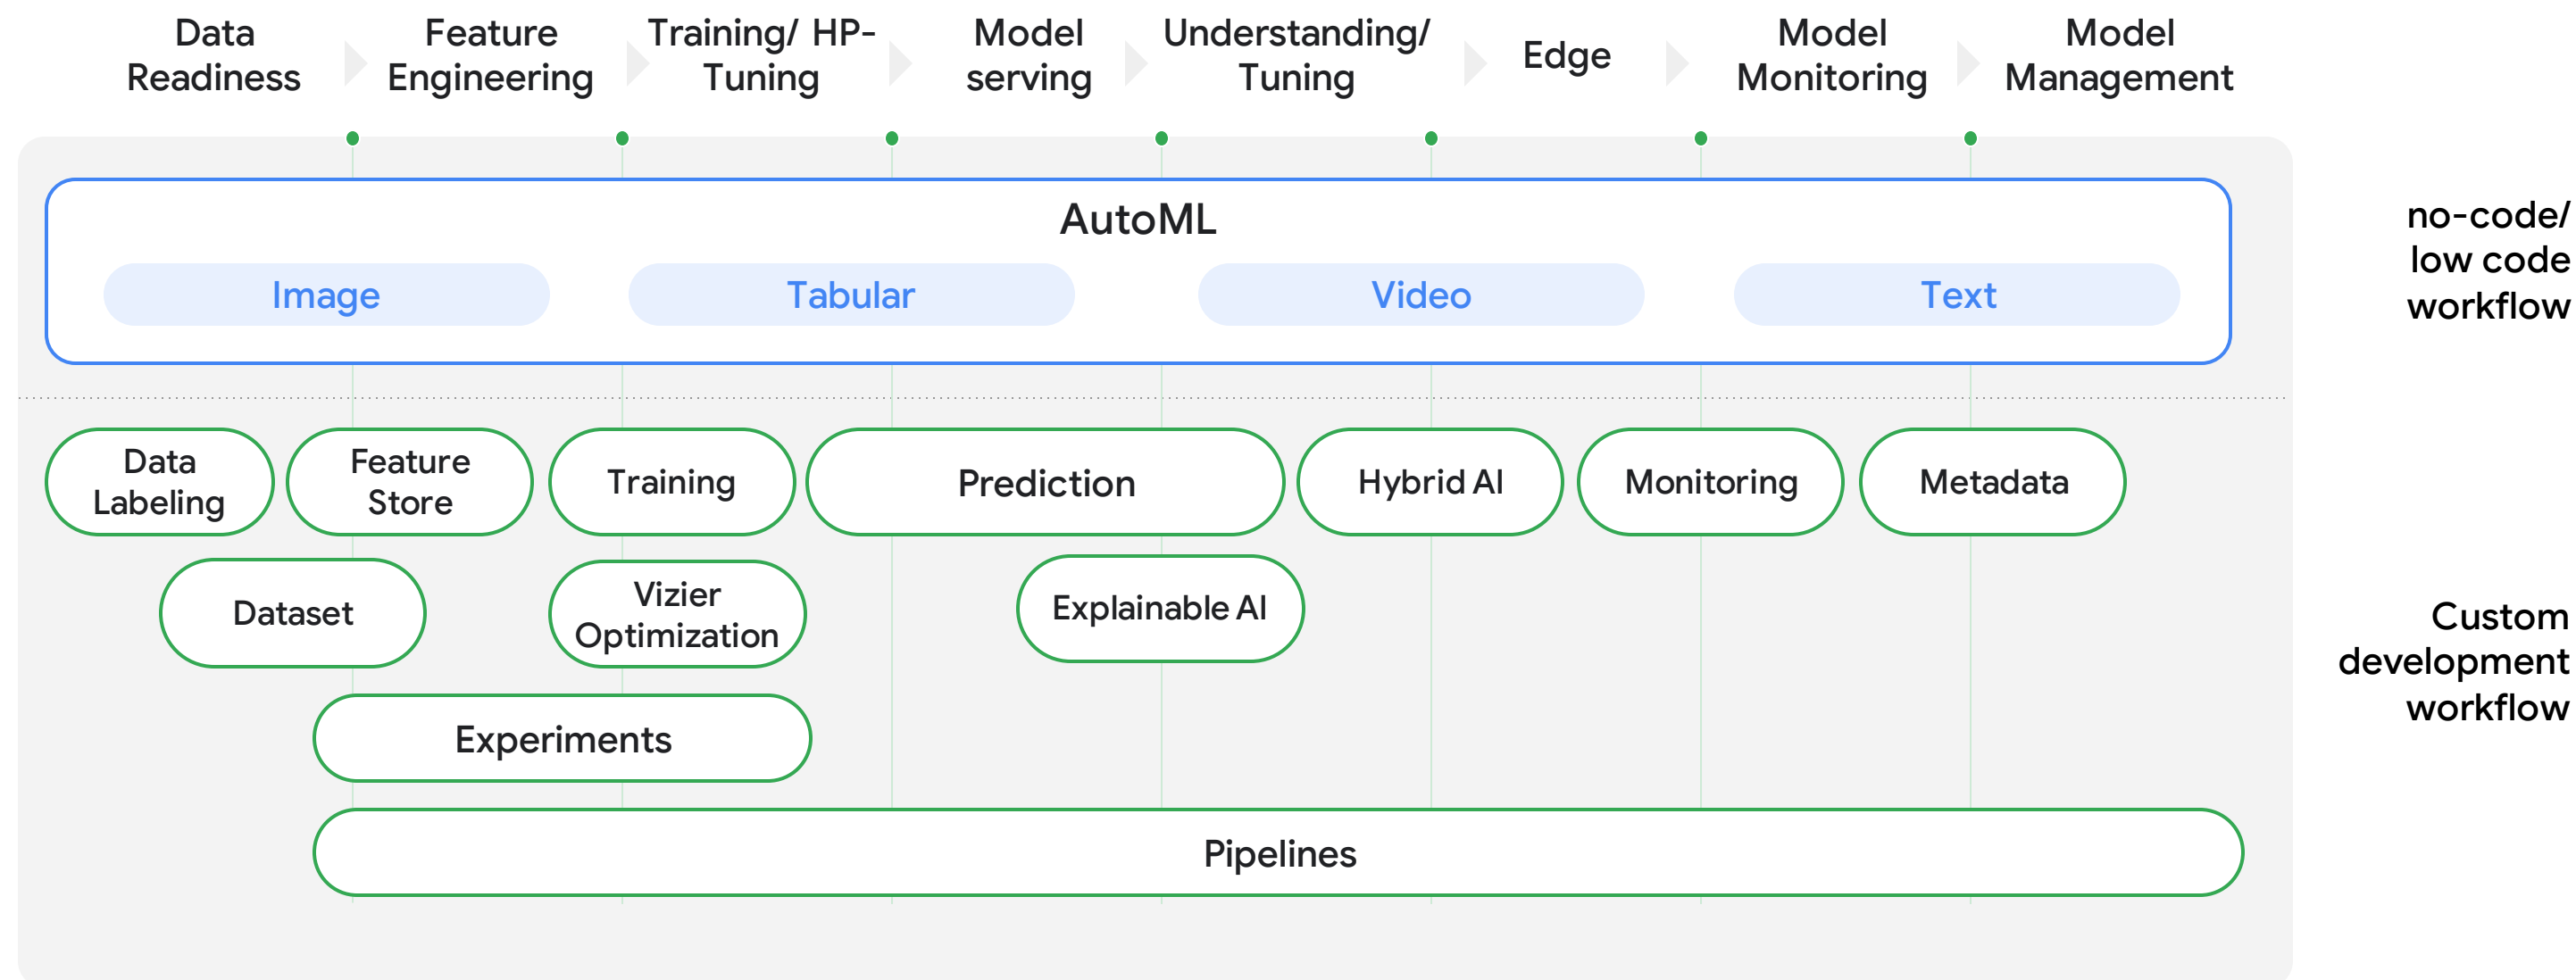 Data
Readiness
Feature
Engineering
Training/ HP-
Tuning
Model
serving
Understanding/
Tuning
Edge
Model
Monitoring
Model
Management
AutoML
Image
Tabular
Video
Text
no-code/
low code
workflow
Data
Labeling
Feature
Store
Training
Prediction
Hybrid AI
Monitoring
Metadata
Dataset
Vizier
Optimization
Explainable AI
Experiments
Pipelines
Custom
development
workflow